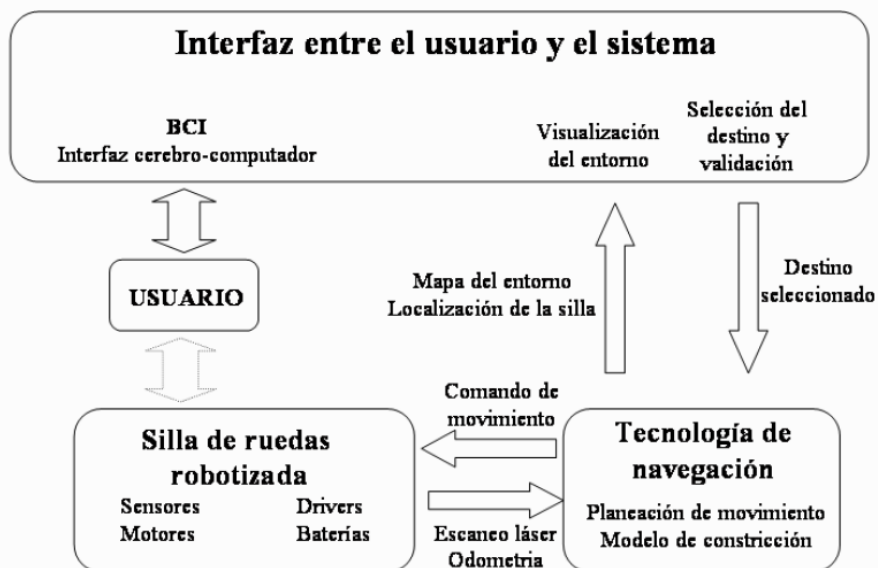 Interfaz entre el usuario y el sistema
BCI
Interfaz cerebro-computador
Visualización
del entorno
Selección del
destino y
validación
USUARIO
Mapa del entorno
Localización de la silla
Destino
seleccionado
Comando de
movimiento
Silla de ruedas
robotizada
Sensores
Drivers
Motores
Baterías
Escaneo láser
Odometria
Tecnología de
navegación
Planeación de movimiento
Modelo de constricción